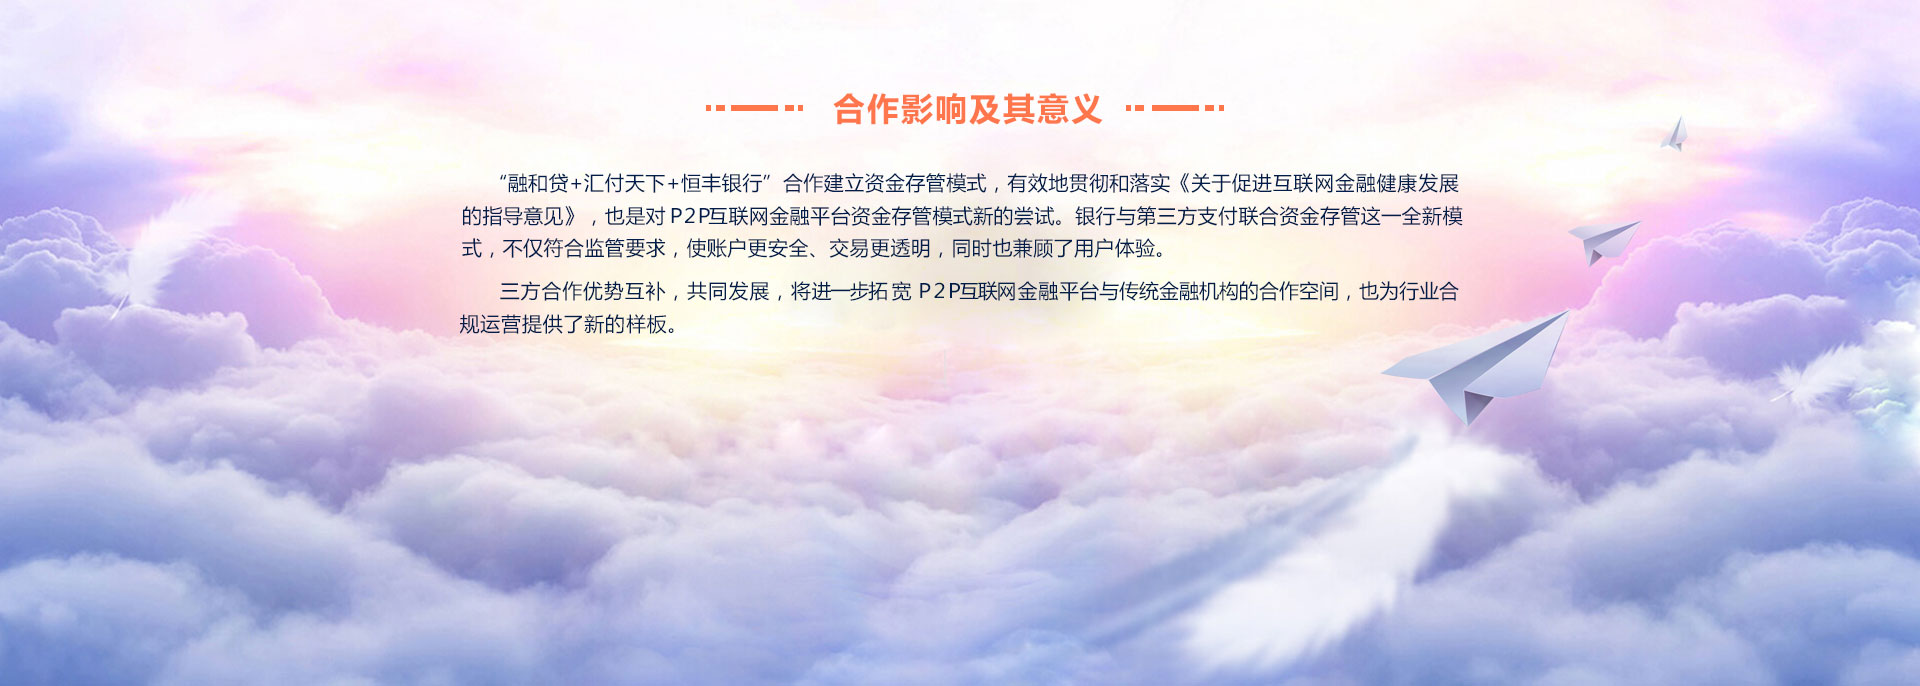 合作影响及其意义
“融和贷+汇付天下+恒丰银行”合作建立资金存管模式，有效地贯彻和落实《关于促进互联网金融健康发展
的指导意见》，也是对P2P互联网金融平台资金存管模式新的尝试。银行与第三方支付联合资金存管这一全新模
式，不仅符合监管要求，使账户更安全、交易更透明，同时也兼顾了用户体验。
三方合作优势互补，共同发展，将进一步拓宽 P2P互联网金融平台与传统金融机构的合作空间，也为行业合
规运营提供了新的样板。